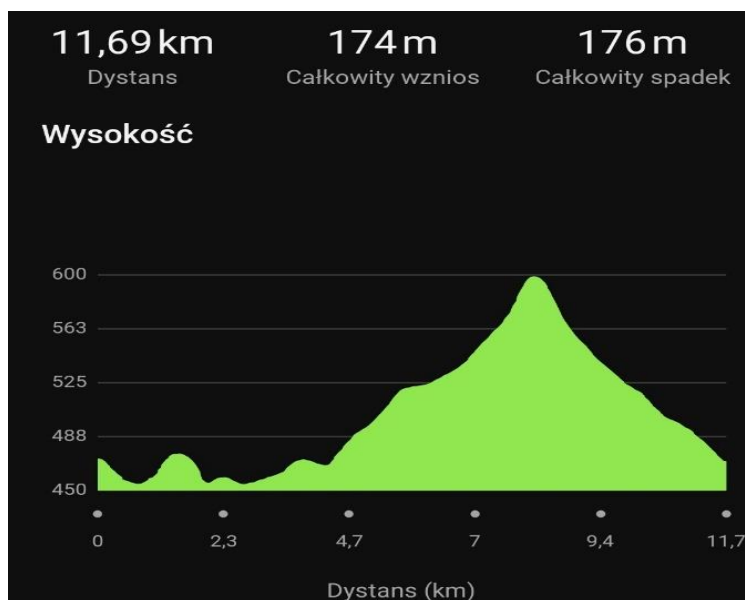 11,69 km 174 m 176 m
Dystans Całkowity wznios Całkowity spadek
Wysokość
600
563
525
488
450
0 2,3 4,7 7 9,4 11,7
Dystans (km)